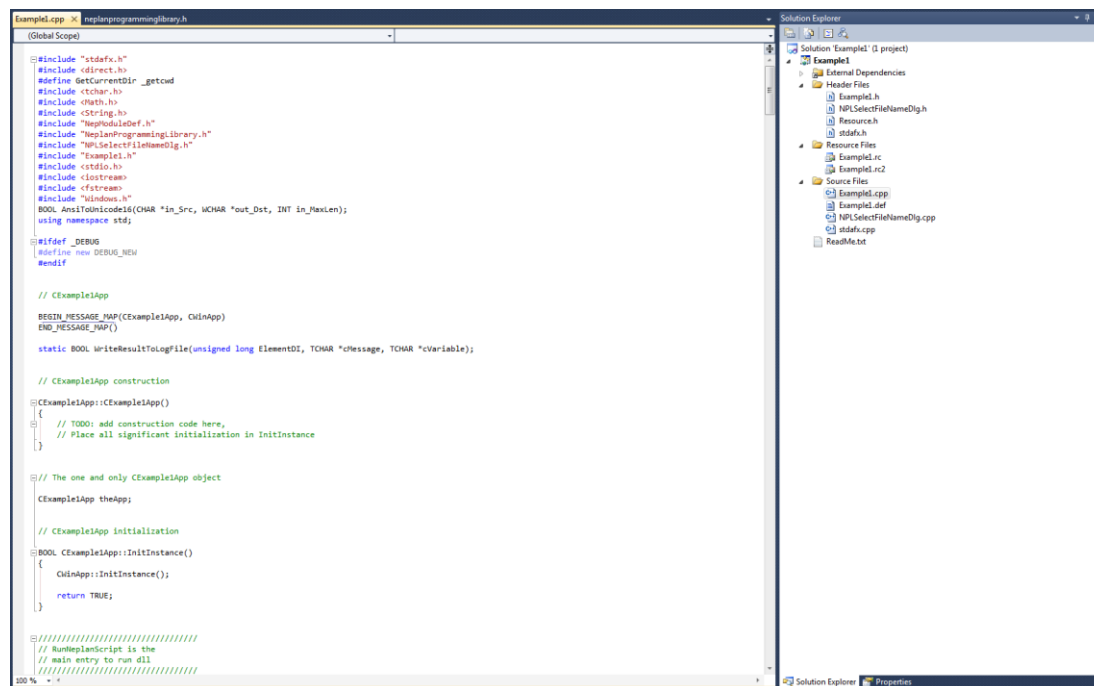 Example1.cpp
neplanprogramminglibrary.h
(Global Scope)
#include "stdafx.h"
#include <direct.h>
#define GetCurrentDir _getcwd
#include <tchar.h>
#include <Math.h>
#include <String.h>
#include "NepModuleDef.h"
#include "NeplanProgrammingLibrary.h"
#include "NPLSelectFileNameDlg.h"
#include "Example1.h"
#include <stdio.h>
#include <iostream>
#include <fstream>
#include "Windows.h"
BOOL AnsiToUnicode16(CHAR *in_Src, WCHAR *out_Dst, INT in_MaxLen);
using namespace std;
#ifdef _DEBUG
#define new DEBUG_NEW
#endif
// CExample1App
BEGIN_MESSAGE_MAP(CExample1App, CWinApp)
END_MESSAGE_MAP()
static BOOL WriteResultToLogFile(unsigned long ElementDI, TCHAR *cMessage, TCHAR *cVariable);
// CExample1App construction
CExample1App::CExample1App()
{
// TODO: add construction code here,
// Place all significant initialization in InitInstance
}
// The one and only CExample1App object
CExample1App theApp;
// CExample1App initialization
BOOL CExample1App::InitInstance()
{
CWinApp::InitInstance();
return TRUE;
}
//////////////////////////////////
// RunNeplanScript is the
// main entry to run dll
//////////////////////////////////
100 %
Solution Explorer
Solution 'Example1' (1 project)
Example1
External Dependencies
Header Files
Example1.h
NPLSelectFileNameDlg.h
Resource.h
stdafx.h
Resource Files
Example1.rc
Example1.rc2
Source Files
Example1.cpp
Example1.def
NPLSelectFileNameDlg.cpp
stdafx.cpp
ReadMe.txt
Solution Explorer
Properties